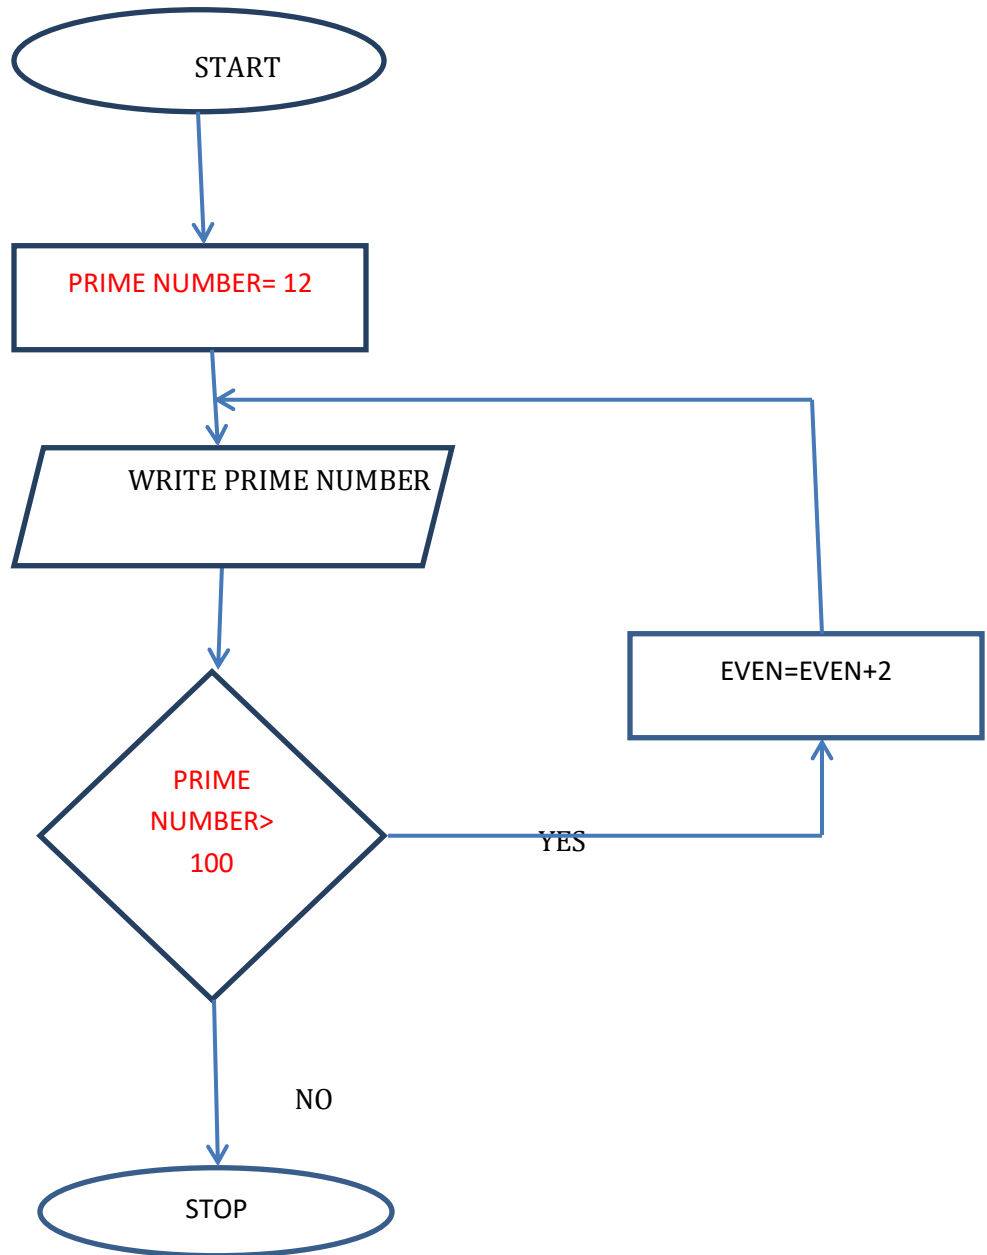 START
PRIME NUMBER= 12
WRITE PRIME NUMBER
EVEN=EVEN+2
PRIME
NUMBER>
100
YES
NO
STOP